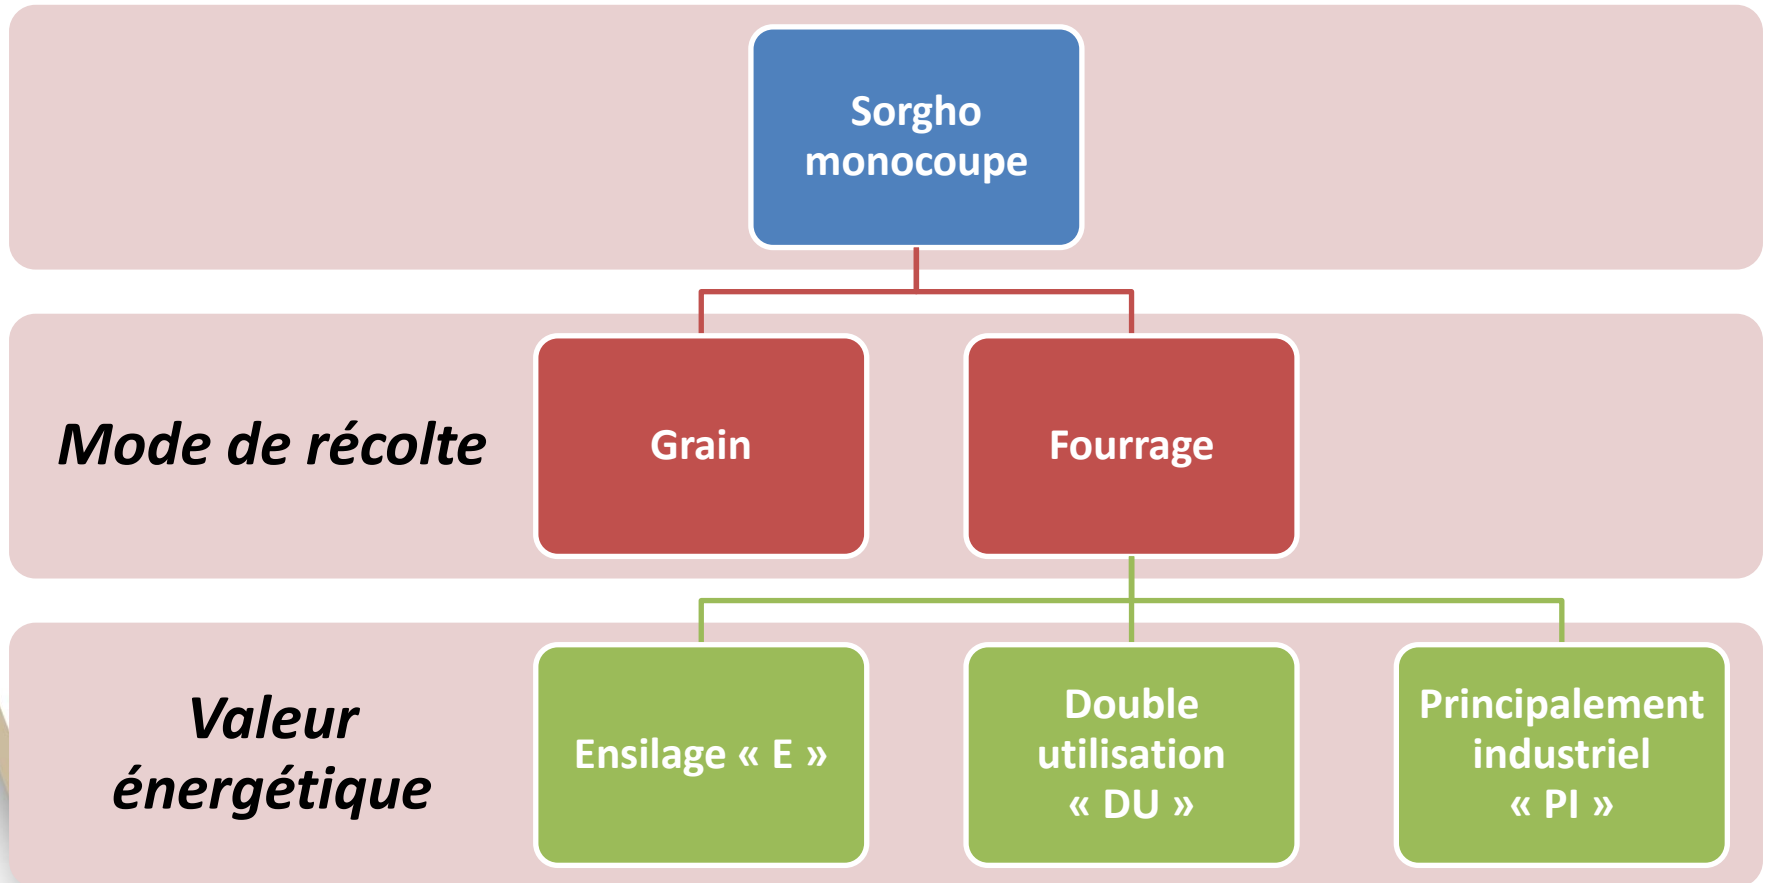 Sorgho
monocoupe
Mode de récolte
Grain
Fourrage
Valeur
énergétique
Ensilage « E »
Double
utilisation
« DU »
Principalement
industriel
« PI »